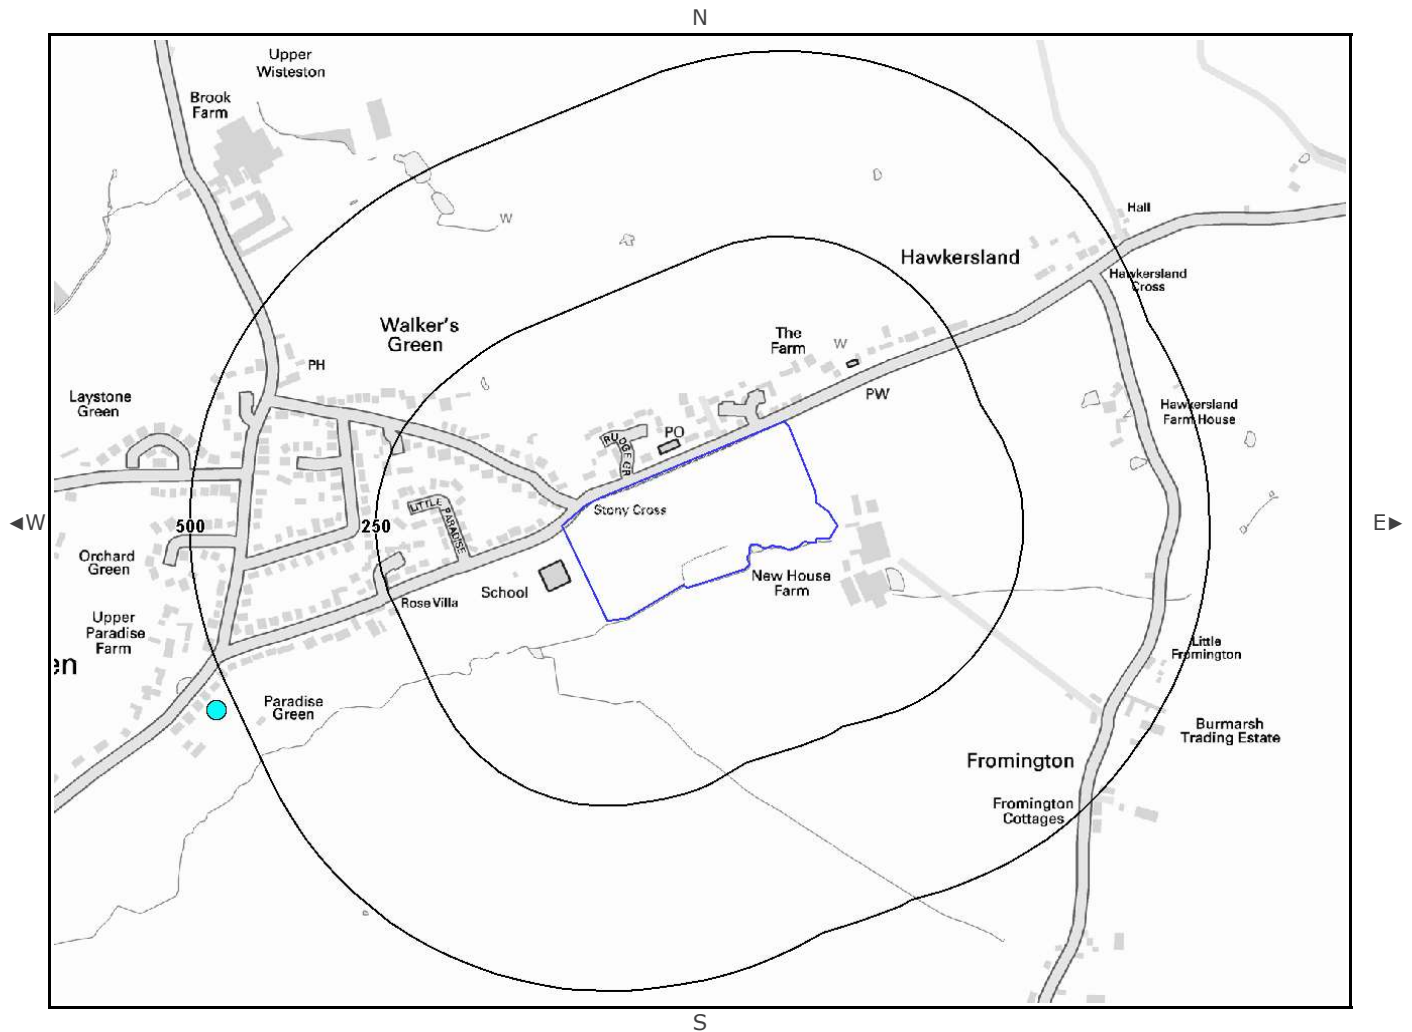 N
Upper
Wisteston
Brook
Farm
W
Hall
Hawkersland
Hawkersland
Cross
Walker's
Green
The
Farm
W
PH
PW
Laystone
Green
Hawkersland
Farm House
PO
RUDGE GR
LITTLE PARADISE
Stony Cross
◄W
500
250
E►
Orchard
Green
New House
Farm
School
Rose Villa
Upper
Paradise
Farm
Little
Fromington
en
Paradise
Green
Burmarsh
Trading Estate
Fromington
Fromington
Cottages
S